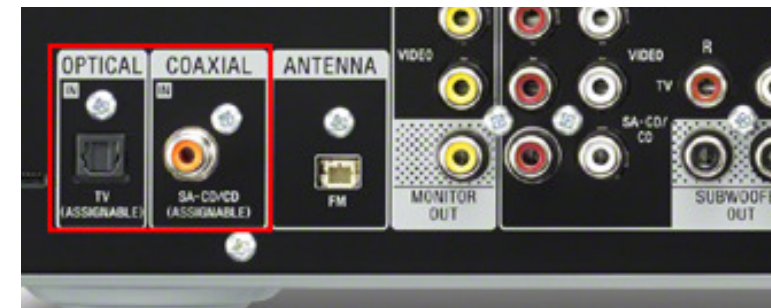 OPTICAL
IN
TV
(ASSIGNABLE)
COAXIAL
IN
SA-CD/CD
(ASSIGNABLE)
ANTENNA
FM
VIDEO
MONITOR
OUT
VIDEO
R
TV
SA-CD/
CD
SUBWOOFE
OUT